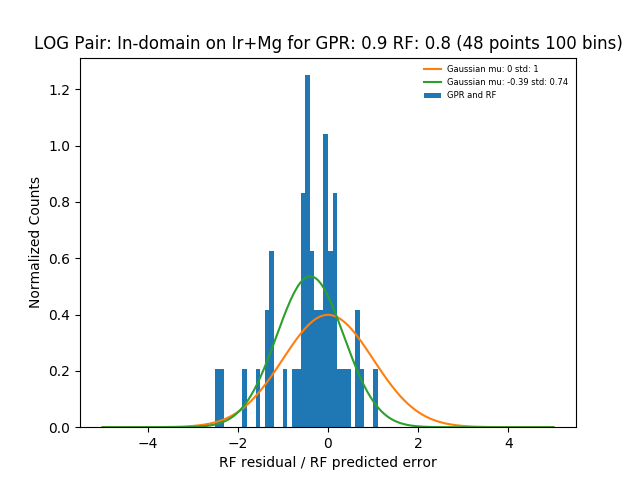 LOG Pair: In-domain on Ir+Mg for GPR: 0.9 RF: 0.8 (48 points 100 bins)
Gaussian mu: 0 std: 1
Gaussian mu: -0.39 std: 0.74
GPR and RF
1.2
1.0
0.8
0.6
0.4
0.2
0.0
Normalized Counts
−4
−2
0
2
4
RF residual / RF predicted error